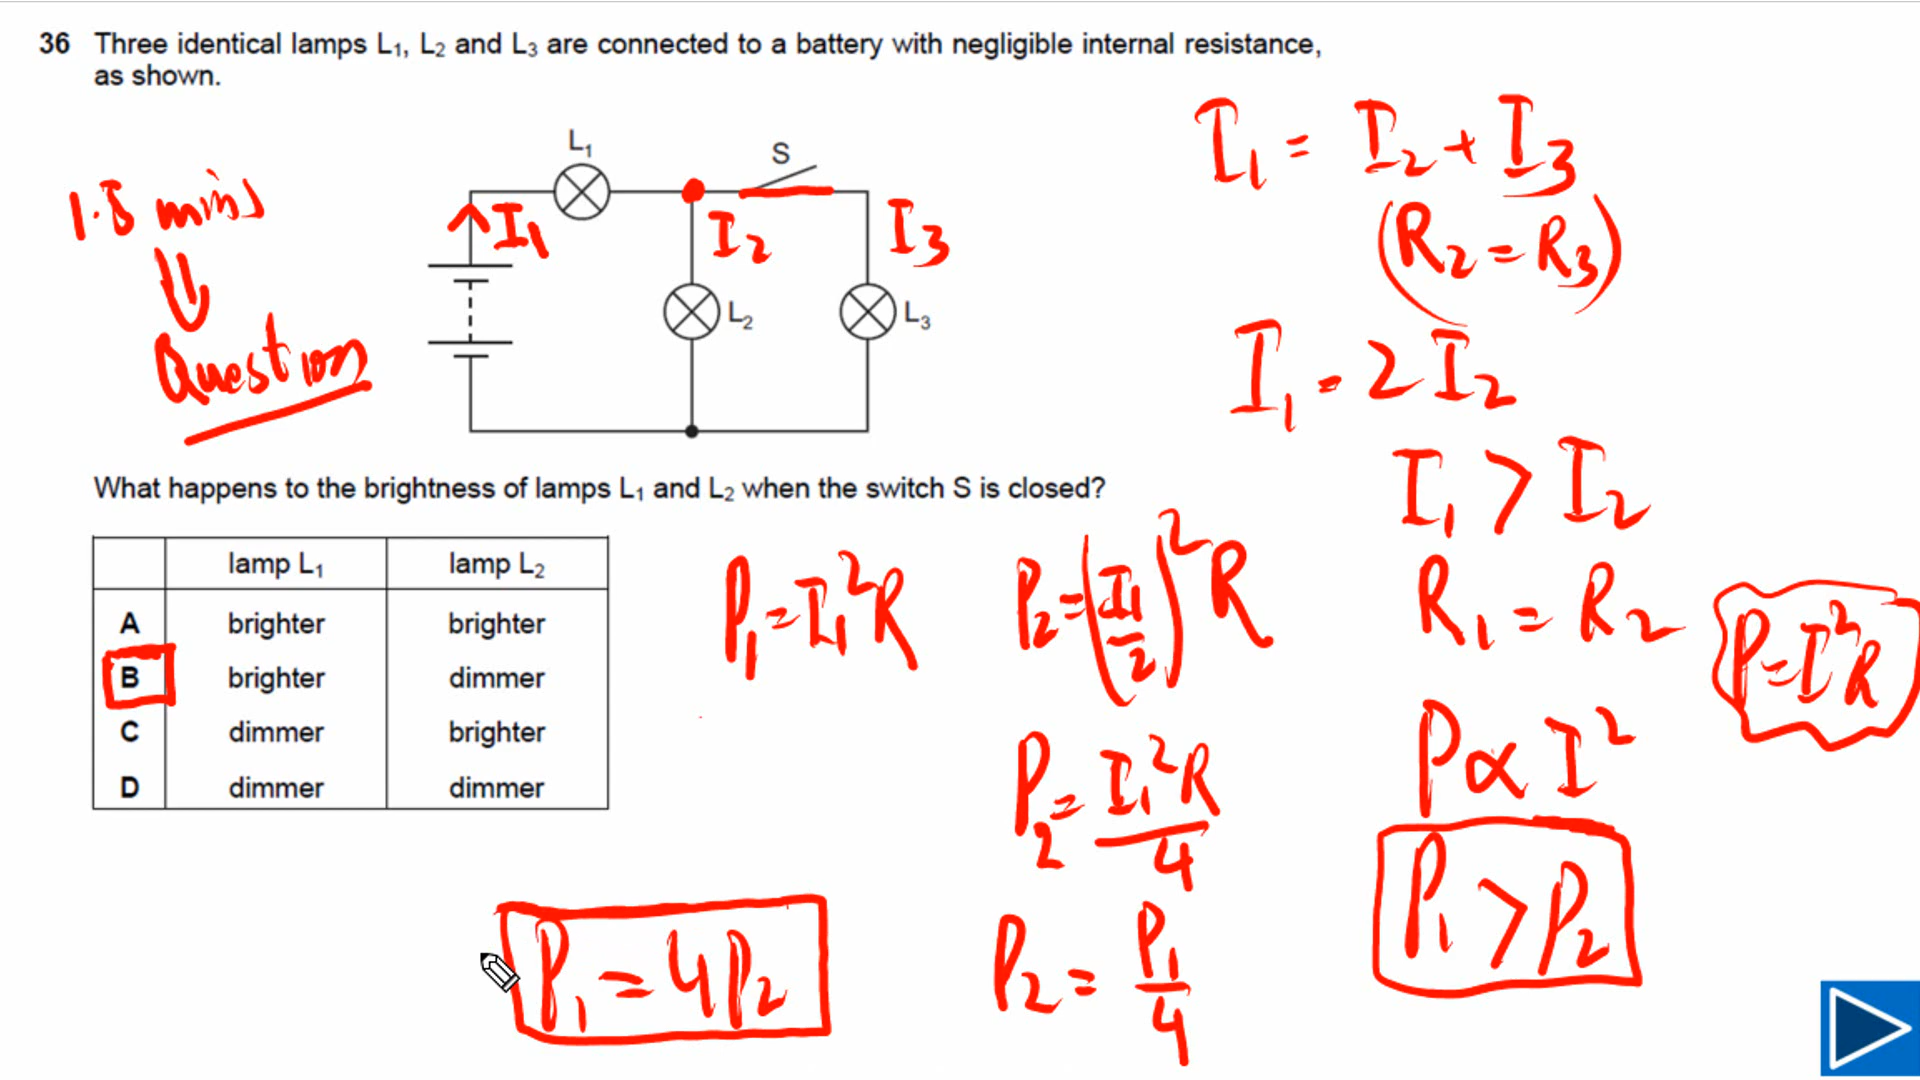 36 Three identical lamps L₁, L₂ and L₃ are connected to a battery with negligible internal resistance,
as shown.
L₁
S
L₂
L₃
I₁
I₂
I₃
1.8 mins
⇓
Question
I₁ = I₂ + I₃
(R₂ = R₃)
I₁ = 2I₂
I₁ > I₂
R₁ = R₂
P = I²R
P ∝ I²
P₁ > P₂
What happens to the brightness of lamps L₁ and L₂ when the switch S is closed?
lamp L₁ lamp L₂
A brighter brighter
B brighter dimmer
C dimmer brighter
D dimmer dimmer
P₁ = I₁²R
P₂ = (I₁/2)²R
P₂ = I₁²R/4
P₂ = P₁/4
P₁ = 4P₂